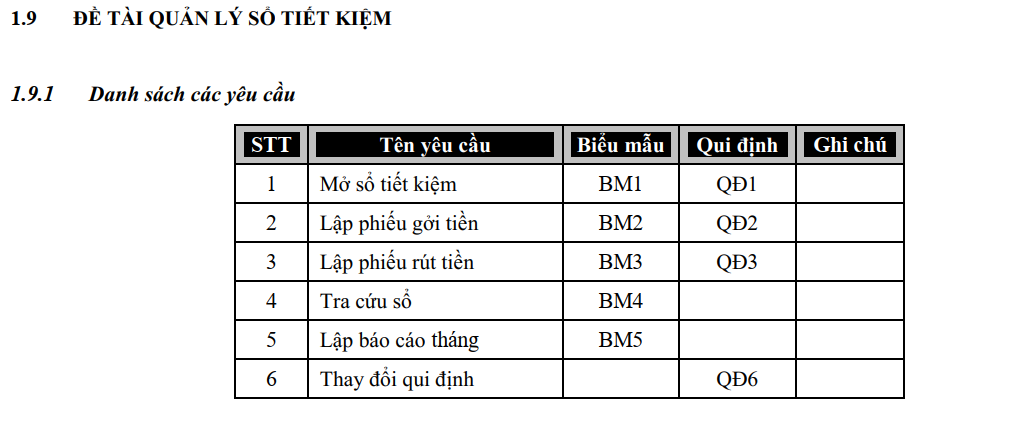 1.9 ĐỀ TÀI QUẢN LÝ SỔ TIẾT KIỆM
1.9.1 Danh sách các yêu cầu
STT Tên yêu cầu Biểu mẫu Qui định Ghi chú
1 Mở sổ tiết kiệm BM1 QĐ1
2 Lập phiếu gởi tiền BM2 QĐ2
3 Lập phiếu rút tiền BM3 QĐ3
4 Tra cứu sổ BM4
5 Lập báo cáo tháng BM5
6 Thay đổi qui định QĐ6